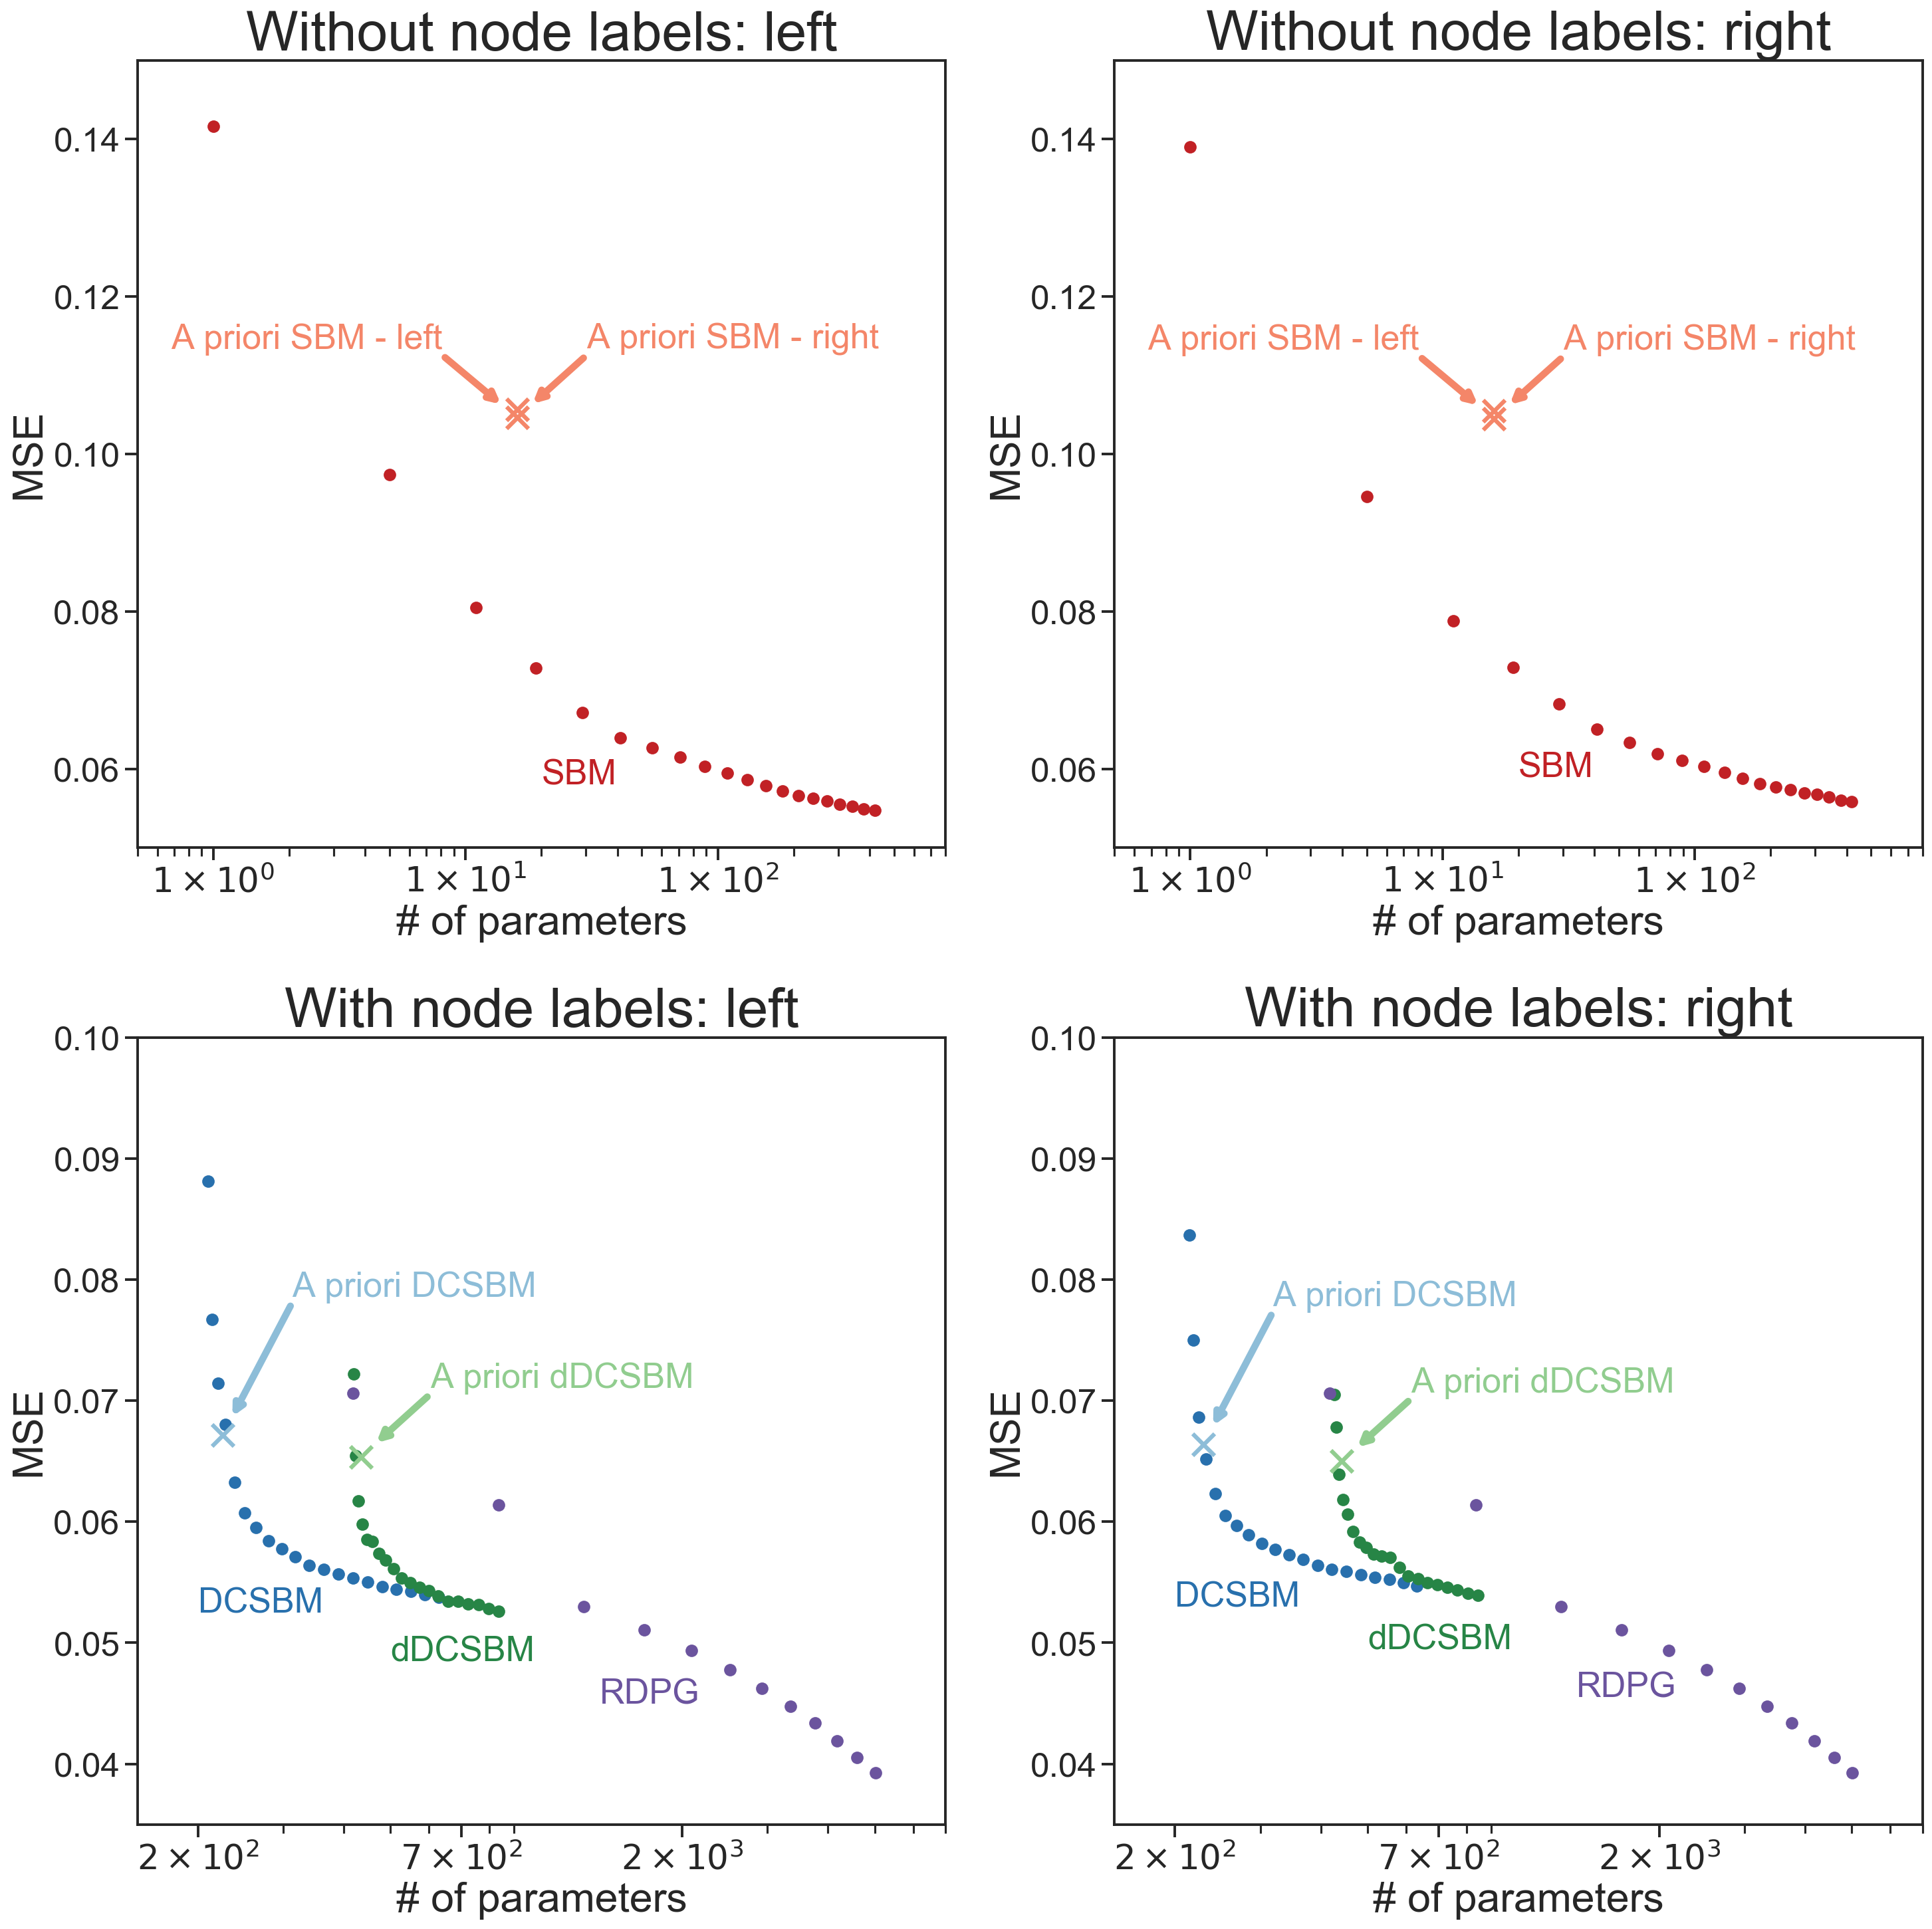 Without node labels: left
0.14
0.12
0.10
0.08
0.06
MSE
A priori SBM - left
A priori SBM - right
SBM
1 × 10⁰
1 × 10¹
1 × 10²
# of parameters
Without node labels: right
0.14
0.12
0.10
0.08
0.06
MSE
A priori SBM - left
A priori SBM - right
SBM
1 × 10⁰
1 × 10¹
1 × 10²
# of parameters
With node labels: left
0.10
0.09
0.08
0.07
0.06
0.05
0.04
MSE
A priori DCSBM
A priori dDCSBM
DCSBM
dDCSBM
RDPG
2 × 10²
7 × 10²
2 × 10³
# of parameters
With node labels: right
0.10
0.09
0.08
0.07
0.06
0.05
0.04
MSE
A priori DCSBM
A priori dDCSBM
DCSBM
dDCSBM
RDPG
2 × 10²
7 × 10²
2 × 10³
# of parameters